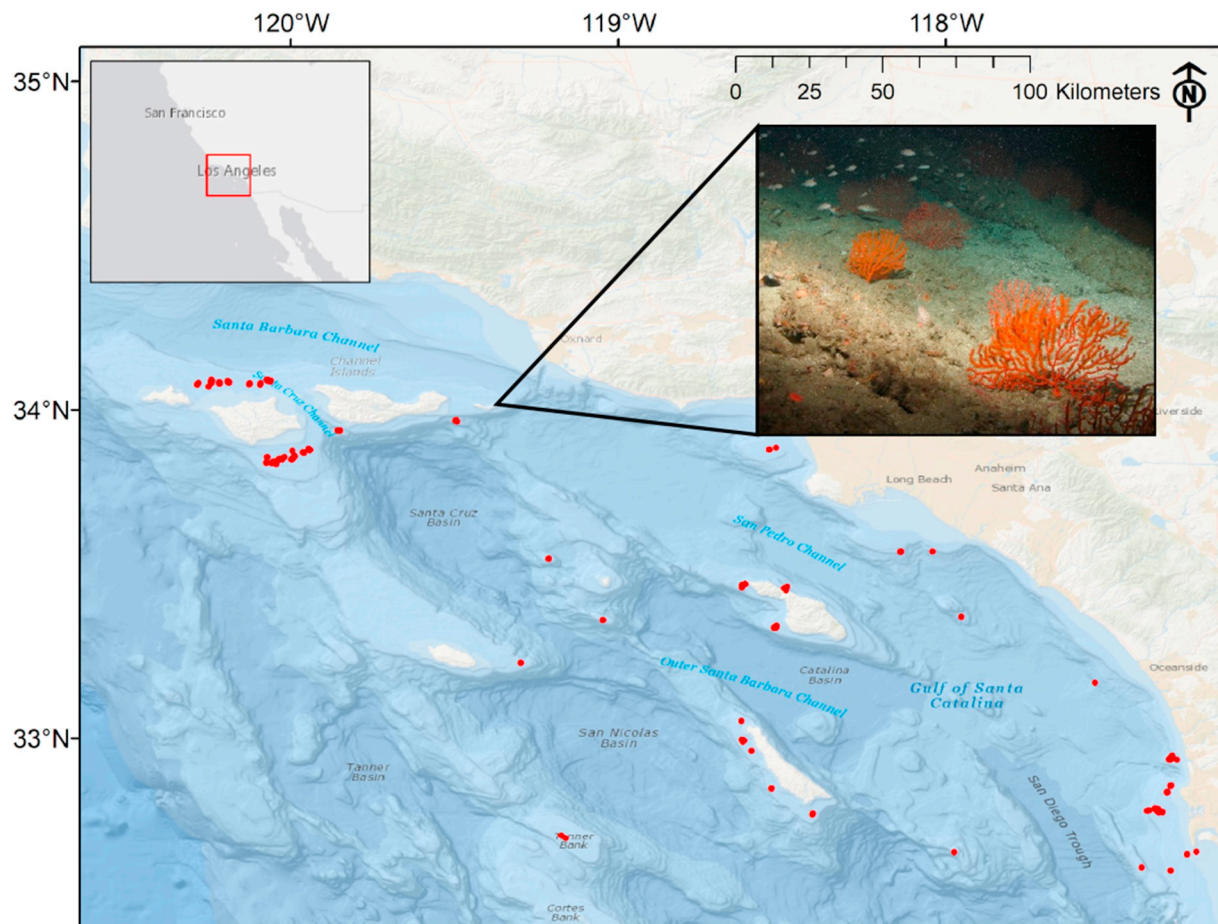 120°W
119°W
118°W
35°N
34°N
33°N
San Francisco
Los Angeles
0
25
50
100 Kilometers
N
Santa Barbara Channel
Channel
Islands
Santa Cruz Channel
Oxnard
Riverside
Long Beach
Anaheim
Santa Ana
Santa Cruz
Basin
San Pedro Channel
Oceanside
Outer Santa Barbara Channel
Catalina
Basin
Gulf of Santa
Catalina
San Nicolas
Basin
Tanner
Basin
San Diego Trough
Tanner
Bank
Cortes
Bank